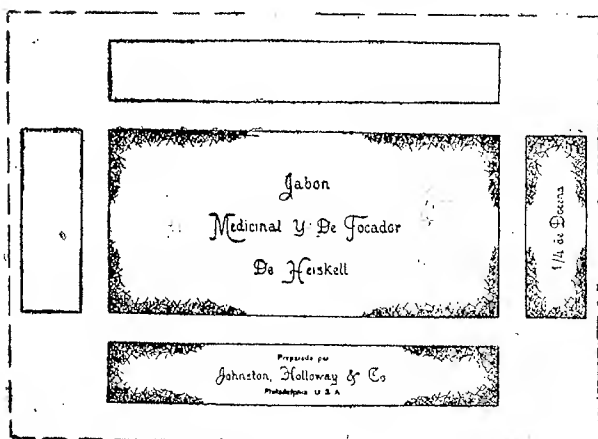 Jabon
Medicinal Y De Tocador
De Heiskell
1/4 de Docena
Preparado por
Johnston, Holloway & Co
Philadelphia U S A